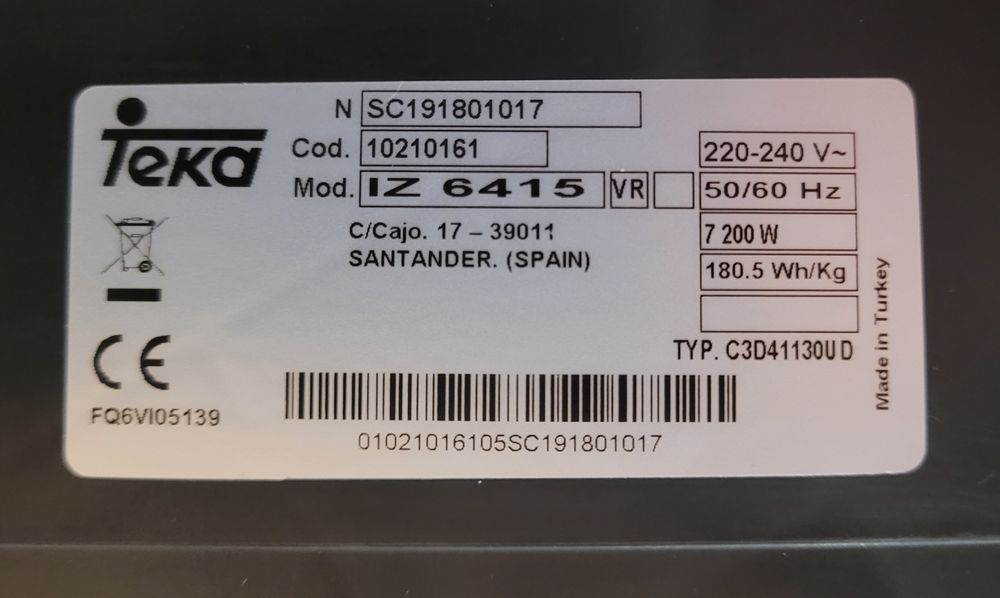 Teka
N SC191801017
Cod. 10210161
Mod. IZ 6415 VR
C/Cajo. 17 – 39011
SANTANDER. (SPAIN)
220-240 V~
50/60 Hz
7 200 W
180.5 Wh/Kg
TYP. C3D41130UD
Made in Turkey
CE
FQ6VI05139
01021016105SC191801017